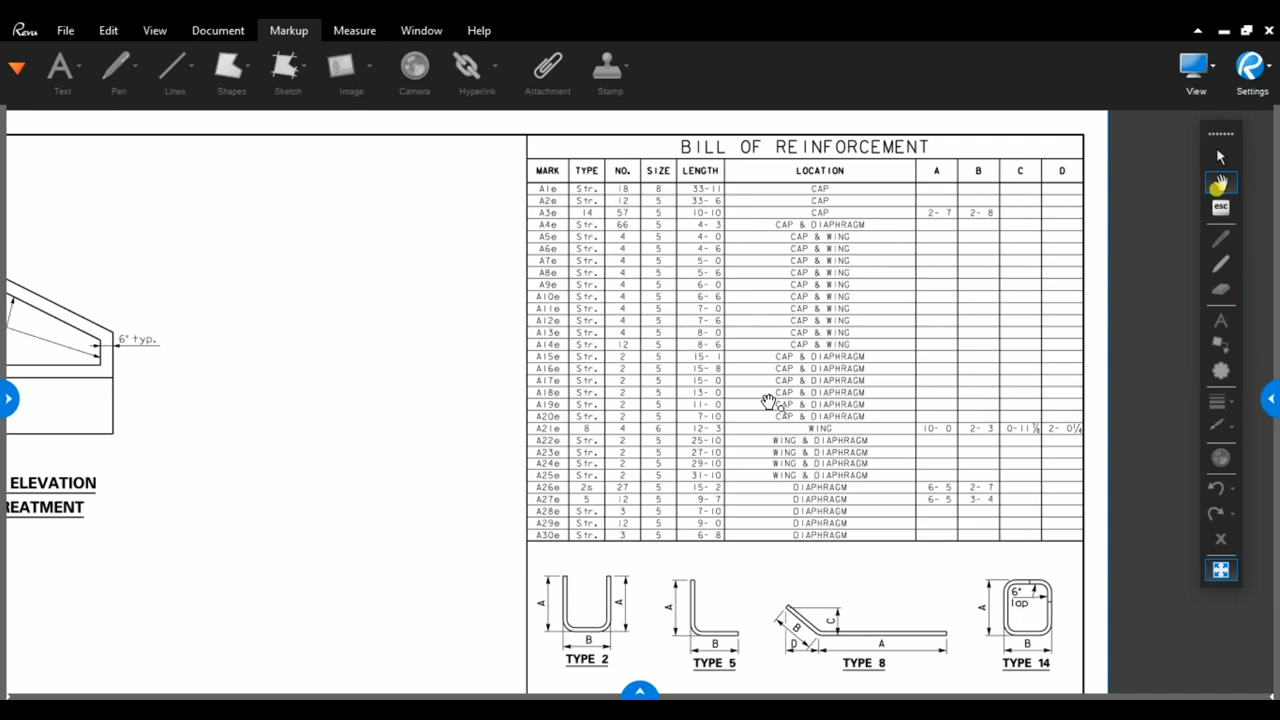 Revu File Edit View Document Markup Measure Window Help
Text Pen Lines Shapes Sketch Image Camera Hyperlink Attachment Stamp View Settings
esc
A
BILL OF REINFORCEMENT
MARK TYPE NO. SIZE LENGTH LOCATION A B C D
A1e Str. 18 8 33-11 CAP
A2e Str. 12 5 33- 6 CAP
A3e 14 57 5 10-10 CAP 2- 7 2- 8
A4e Str. 66 5 4- 3 CAP & DIAPHRAGM
A5e Str. 4 5 4- 0 CAP & WING
A6e Str. 4 5 4- 6 CAP & WING
A7e Str. 4 5 5- 0 CAP & WING
A8e Str. 4 5 5- 6 CAP & WING
A9e Str. 4 5 6- 0 CAP & WING
A10e Str. 4 5 6- 6 CAP & WING
A11e Str. 4 5 7- 0 CAP & WING
A12e Str. 4 5 7- 6 CAP & WING
A13e Str. 4 5 8- 0 CAP & WING
A14e Str. 12 5 8- 6 CAP & WING
A15e Str. 2 5 15- 1 CAP & DIAPHRAGM
A16e Str. 2 5 15- 8 CAP & DIAPHRAGM
A17e Str. 2 5 15- 0 CAP & DIAPHRAGM
A18e Str. 2 5 13- 0 CAP & DIAPHRAGM
A19e Str. 2 5 11- 0 CAP & DIAPHRAGM
A20e Str. 2 5 7-10 CAP & DIAPHRAGM
A21e 8 4 6 12- 3 WING 10- 0 2- 3 0-11 ⅞ 2- 0¼
A22e Str. 2 5 25-10 WING & DIAPHRAGM
A23e Str. 2 5 27-10 WING & DIAPHRAGM
A24e Str. 2 5 29-10 WING & DIAPHRAGM
A25e Str. 2 5 31-10 WING & DIAPHRAGM
A26e 2s 27 5 15- 2 DIAPHRAGM 6- 5 2- 7
A27e 5 12 5 9- 7 DIAPHRAGM 6- 5 3- 4
A28e Str. 3 5 7-10 DIAPHRAGM
A29e Str. 12 5 9- 0 DIAPHRAGM
A30e Str. 3 5 6- 8 DIAPHRAGM
6" typ.
ELEVATION
REATMENT
A A B
TYPE 2
A B
TYPE 5
B C D A
TYPE 8
A 6" lap B
TYPE 14